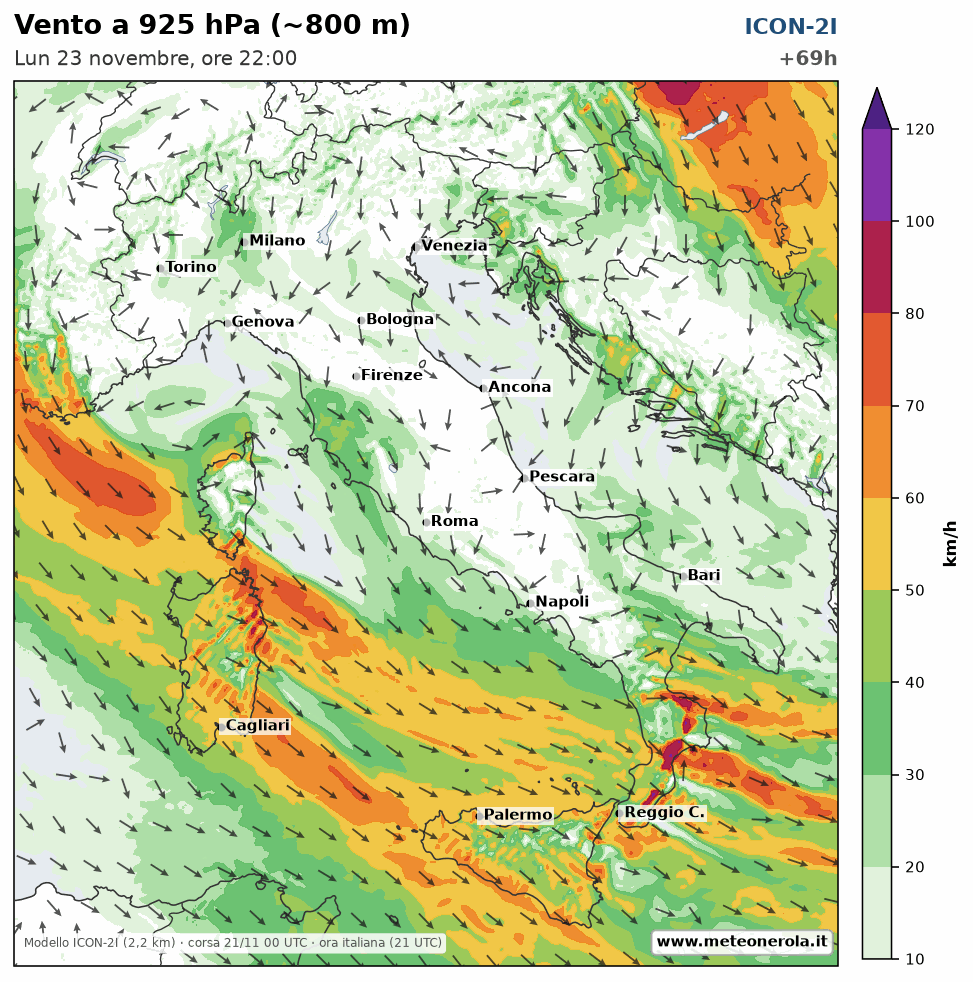 Vento a 925 hPa (~800 m)
ICON-2I
Lun 23 novembre, ore 22:00
+69h
120
100
80
70
60
50
40
30
20
10
km/h
Milano
Venezia
Torino
Genova
Bologna
Firenze
Ancona
Pescara
Roma
Bari
Napoli
Cagliari
Palermo
Reggio C.
Modello ICON-2I (2,2 km) · corsa 21/11 00 UTC · ora italiana (21 UTC)
www.meteonerola.it